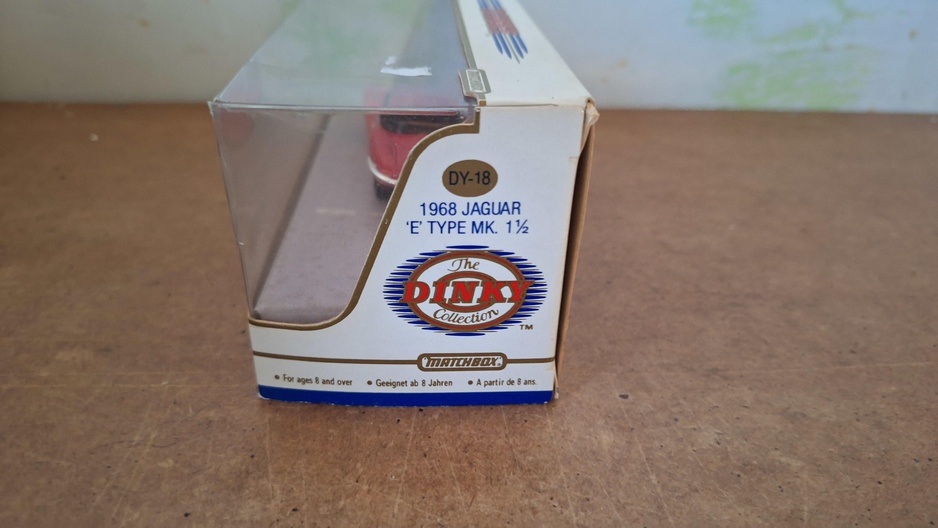 DY-18
1968 JAGUAR
'E' TYPE MK. 1½
The
DINKY
Collection
TM
MATCHBOX
• For ages 8 and over • Geeignet ab 8 Jahren • A partir de 8 ans.